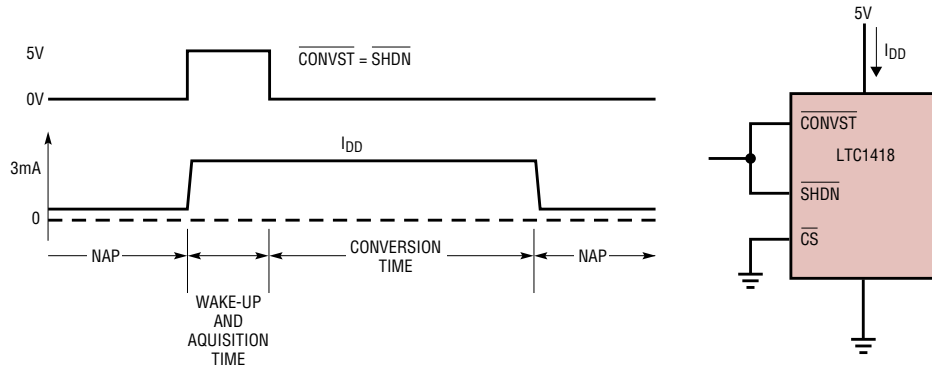 5V
CONVST = SHDN
0V
IDD
3mA
0
NAP
CONVERSION
TIME
NAP
WAKE-UP
AND
AQUISITION
TIME
5V
IDD
CONVST
LTC1418
SHDN
CS